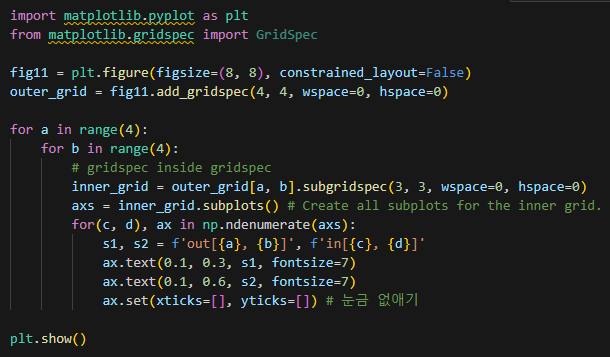 import matplotlib.pyplot as plt
from matplotlib.gridspec import GridSpec

fig11 = plt.figure(figsize=(8, 8), constrained_layout=False)
outer_grid = fig11.add_gridspec(4, 4, wspace=0, hspace=0)

for a in range(4):
    for b in range(4):
        # gridspec inside gridspec
        inner_grid = outer_grid[a, b].subgridspec(3, 3, wspace=0, hspace=0)
        axs = inner_grid.subplots() # Create all subplots for the inner grid.
        for(c, d), ax in np.ndenumerate(axs):
            s1, s2 = f'out[{a}, {b}]', f'in[{c}, {d}]'
            ax.text(0.1, 0.3, s1, fontsize=7)
            ax.text(0.1, 0.6, s2, fontsize=7)
            ax.set(xticks=[], yticks=[]) # 눈금 없애기

plt.show()